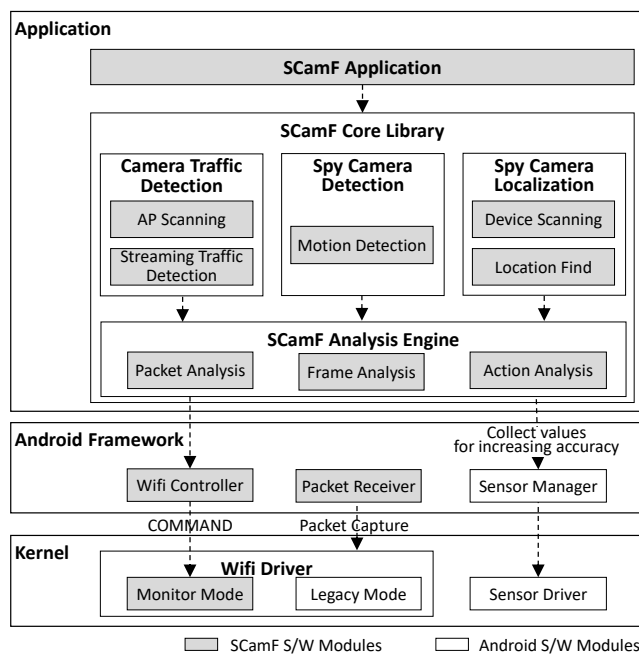 Application
SCamF Application
SCamF Core Library
Camera Traffic
Detection
AP Scanning
Streaming Traffic
Detection
Spy Camera
Detection
Motion Detection
Spy Camera
Localization
Device Scanning
Location Find
SCamF Analysis Engine
Packet Analysis
Frame Analysis
Action Analysis
Android Framework
Collect values
for increasing accuracy
Wifi Controller
Packet Receiver
Sensor Manager
COMMAND
Packet Capture
Kernel
Wifi Driver
Monitor Mode
Legacy Mode
Sensor Driver
SCamF S/W Modules
Android S/W Modules